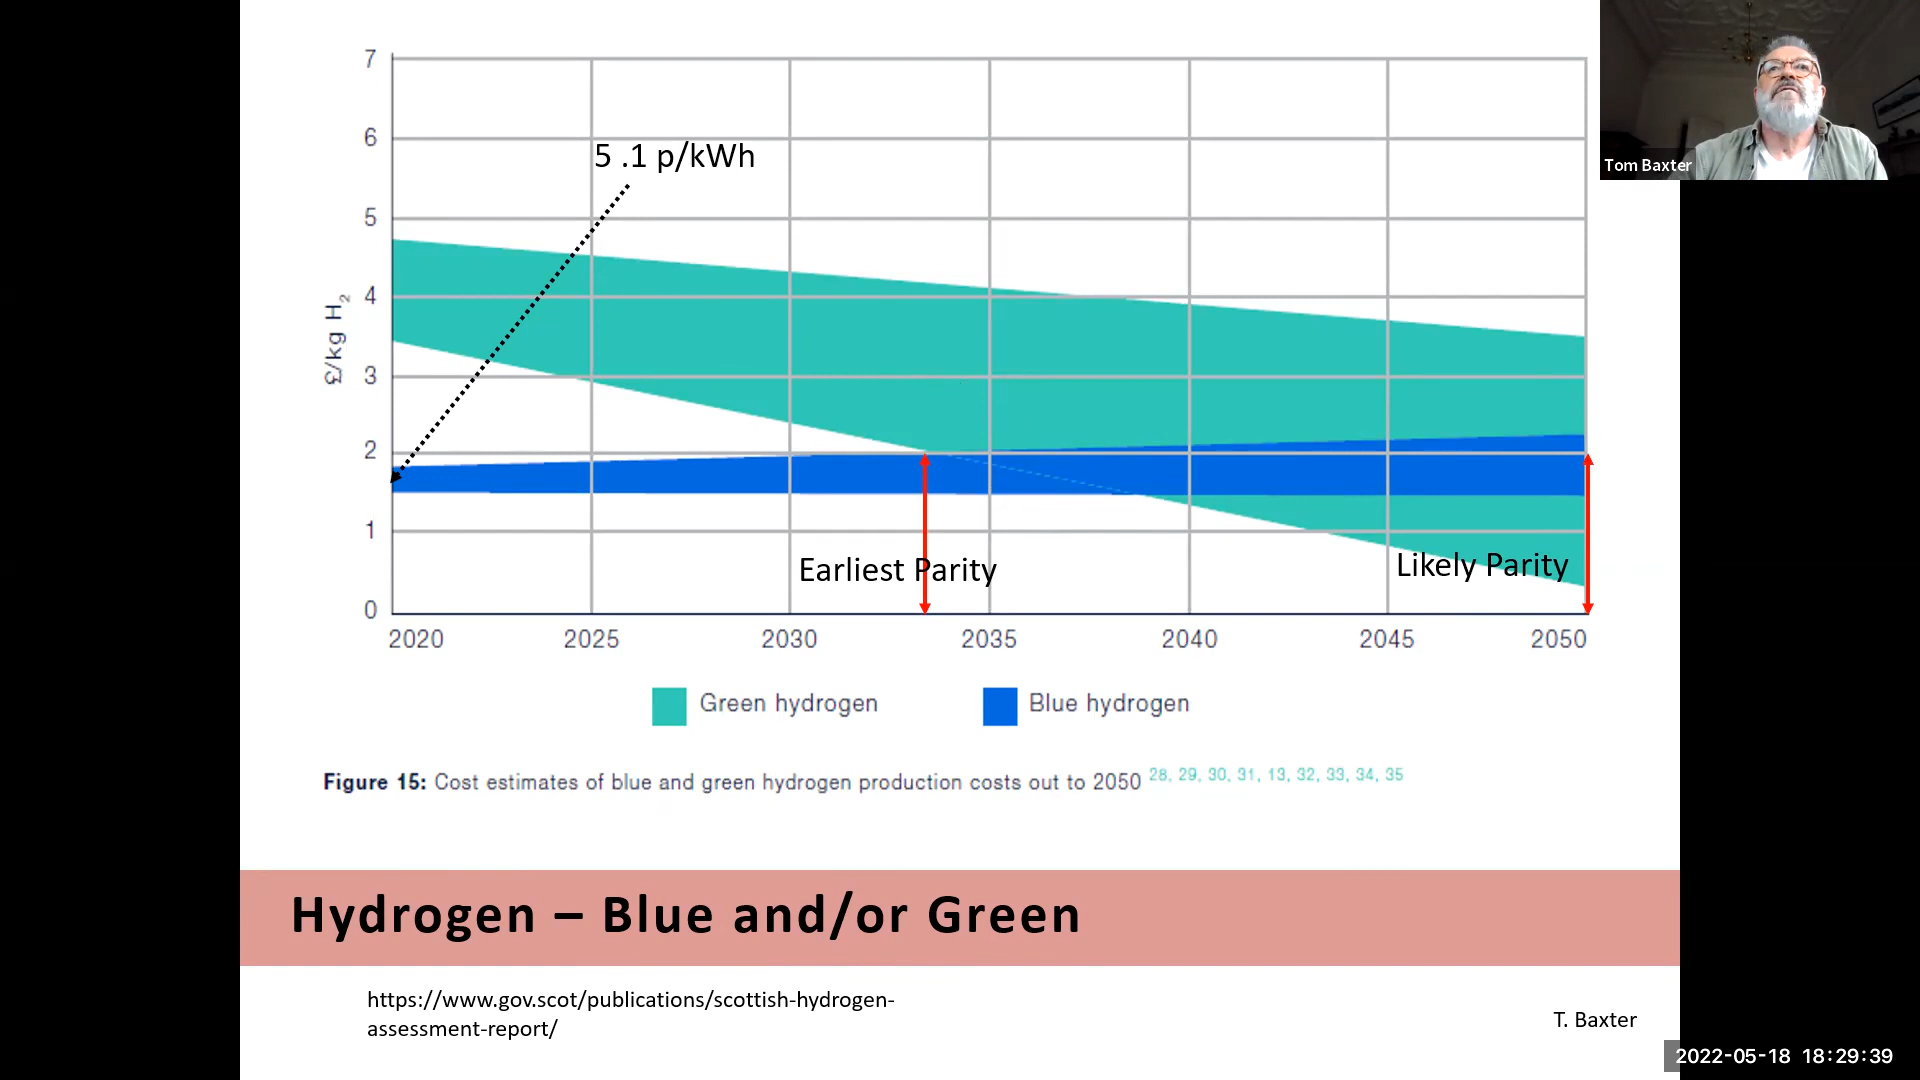 7
6
5
4
3
2
1
0
£/kg H₂
5 .1 p/kWh
Earliest Parity
Likely Parity
2020 2025 2030 2035 2040 2045 2050
Green hydrogen Blue hydrogen
Figure 15: Cost estimates of blue and green hydrogen production costs out to 2050 28, 29, 30, 31, 13, 32, 33, 34, 35
Hydrogen – Blue and/or Green
https://www.gov.scot/publications/scottish-hydrogen-
assessment-report/
T. Baxter
Tom Baxter
2022-05-18 18:29:39